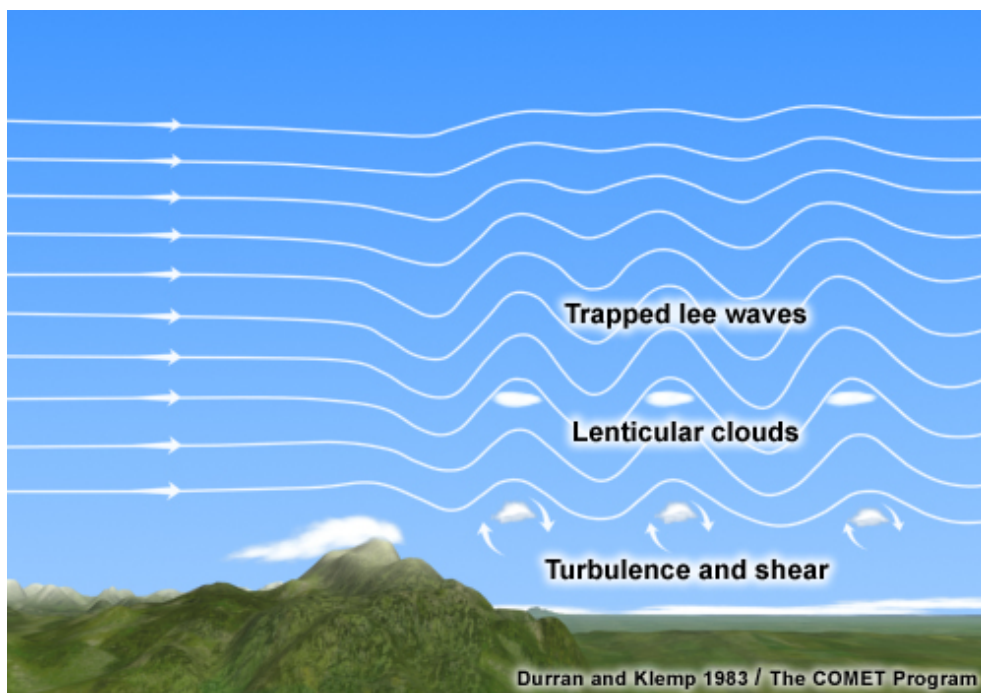 Trapped lee waves
Lenticular clouds
Turbulence and shear
Durran and Klemp 1983 / The COMET Program